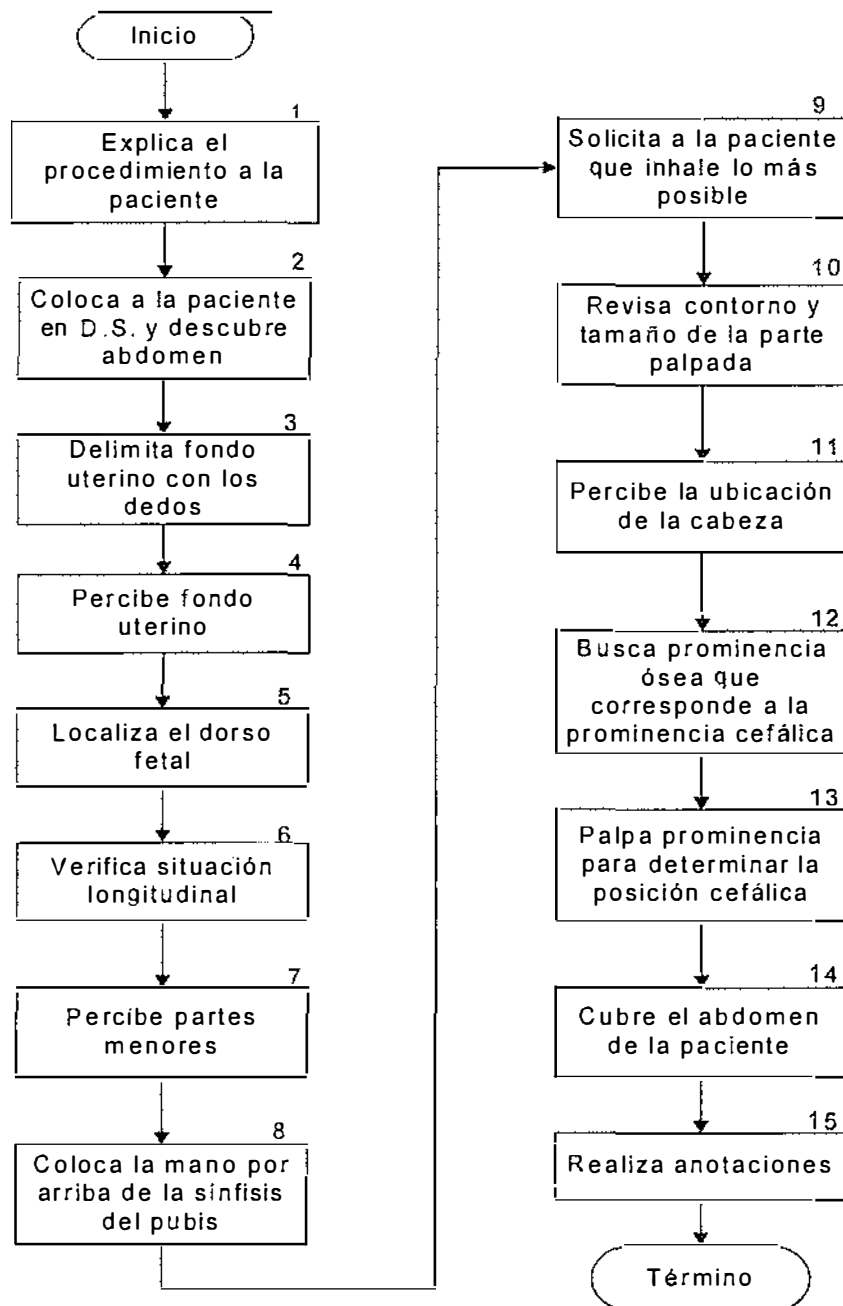 Inicio
1
Explica el
procedimiento a la
paciente
2
Coloca a la paciente
en D.S. y descubre
abdomen
3
Delimita fondo
uterino con los
dedos
4
Percibe fondo
uterino
5
Localiza el dorso
fetal
6
Verifica situación
longitudinal
7
Percibe partes
menores
8
Coloca la mano por
arriba de la sínfisis
del pubis
9
Solicita a la paciente
que inhale lo más
posible
10
Revisa contorno y
tamaño de la parte
palpada
11
Percibe la ubicación
de la cabeza
12
Busca prominencia
ósea que
corresponde a la
prominencia cefálica
13
Palpa prominencia
para determinar la
posición cefálica
14
Cubre el abdomen
de la paciente
15
Realiza anotaciones
Término